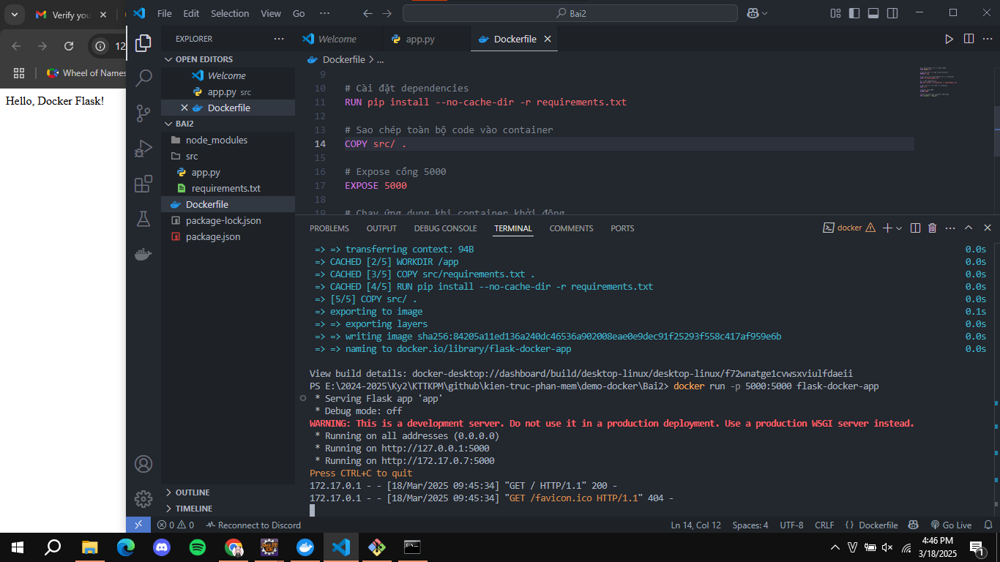 Verify you
12
Wheel of Names
Hello, Docker Flask!
File Edit Selection View Go ···
Bai2
EXPLORER
OPEN EDITORS
Welcome
app.py src
Dockerfile
BAI2
node_modules
src
app.py
requirements.txt
Dockerfile
package-lock.json
package.json
OUTLINE
TIMELINE
Welcome app.py Dockerfile
Dockerfile > ...
9
10 # Cài đặt dependencies
11 RUN pip install --no-cache-dir -r requirements.txt
12
13 # Sao chép toàn bộ code vào container
14 COPY src/ .
15
16 # Expose cổng 5000
17 EXPOSE 5000
18
19 # Chạy ứng dụng khi container khởi động
PROBLEMS OUTPUT DEBUG CONSOLE TERMINAL COMMENTS PORTS docker
=> => transferring context: 94B 0.0s
=> CACHED [2/5] WORKDIR /app 0.0s
=> CACHED [3/5] COPY src/requirements.txt . 0.0s
=> CACHED [4/5] RUN pip install --no-cache-dir -r requirements.txt 0.0s
=> [5/5] COPY src/ . 0.0s
=> exporting to image 0.1s
=> => exporting layers 0.0s
=> => writing image sha256:84205a11ed136a240dc46536a902008eae0e9dec91f25293f558c417af959e6b 0.0s
=> => naming to docker.io/library/flask-docker-app 0.0s
View build details: docker-desktop://dashboard/build/desktop-linux/desktop-linux/f72wnatge1cvwsxviulfdaeii
PS E:\2024-2025\Ky2\KTTKPM\github\kien-truc-phan-mem\demo-docker\Bai2> docker run -p 5000:5000 flask-docker-app
* Serving Flask app 'app'
* Debug mode: off
WARNING: This is a development server. Do not use it in a production deployment. Use a production WSGI server instead.
* Running on all addresses (0.0.0.0)
* Running on http://127.0.0.1:5000
* Running on http://172.17.0.7:5000
Press CTRL+C to quit
172.17.0.1 - - [18/Mar/2025 09:45:34] "GET / HTTP/1.1" 200 -
172.17.0.1 - - [18/Mar/2025 09:45:34] "GET /favicon.ico HTTP/1.1" 404 -
0 0 Reconnect to Discord Ln 14, Col 12 Spaces: 4 UTF-8 CRLF {} Dockerfile Go Live
4:46 PM
3/18/2025
1